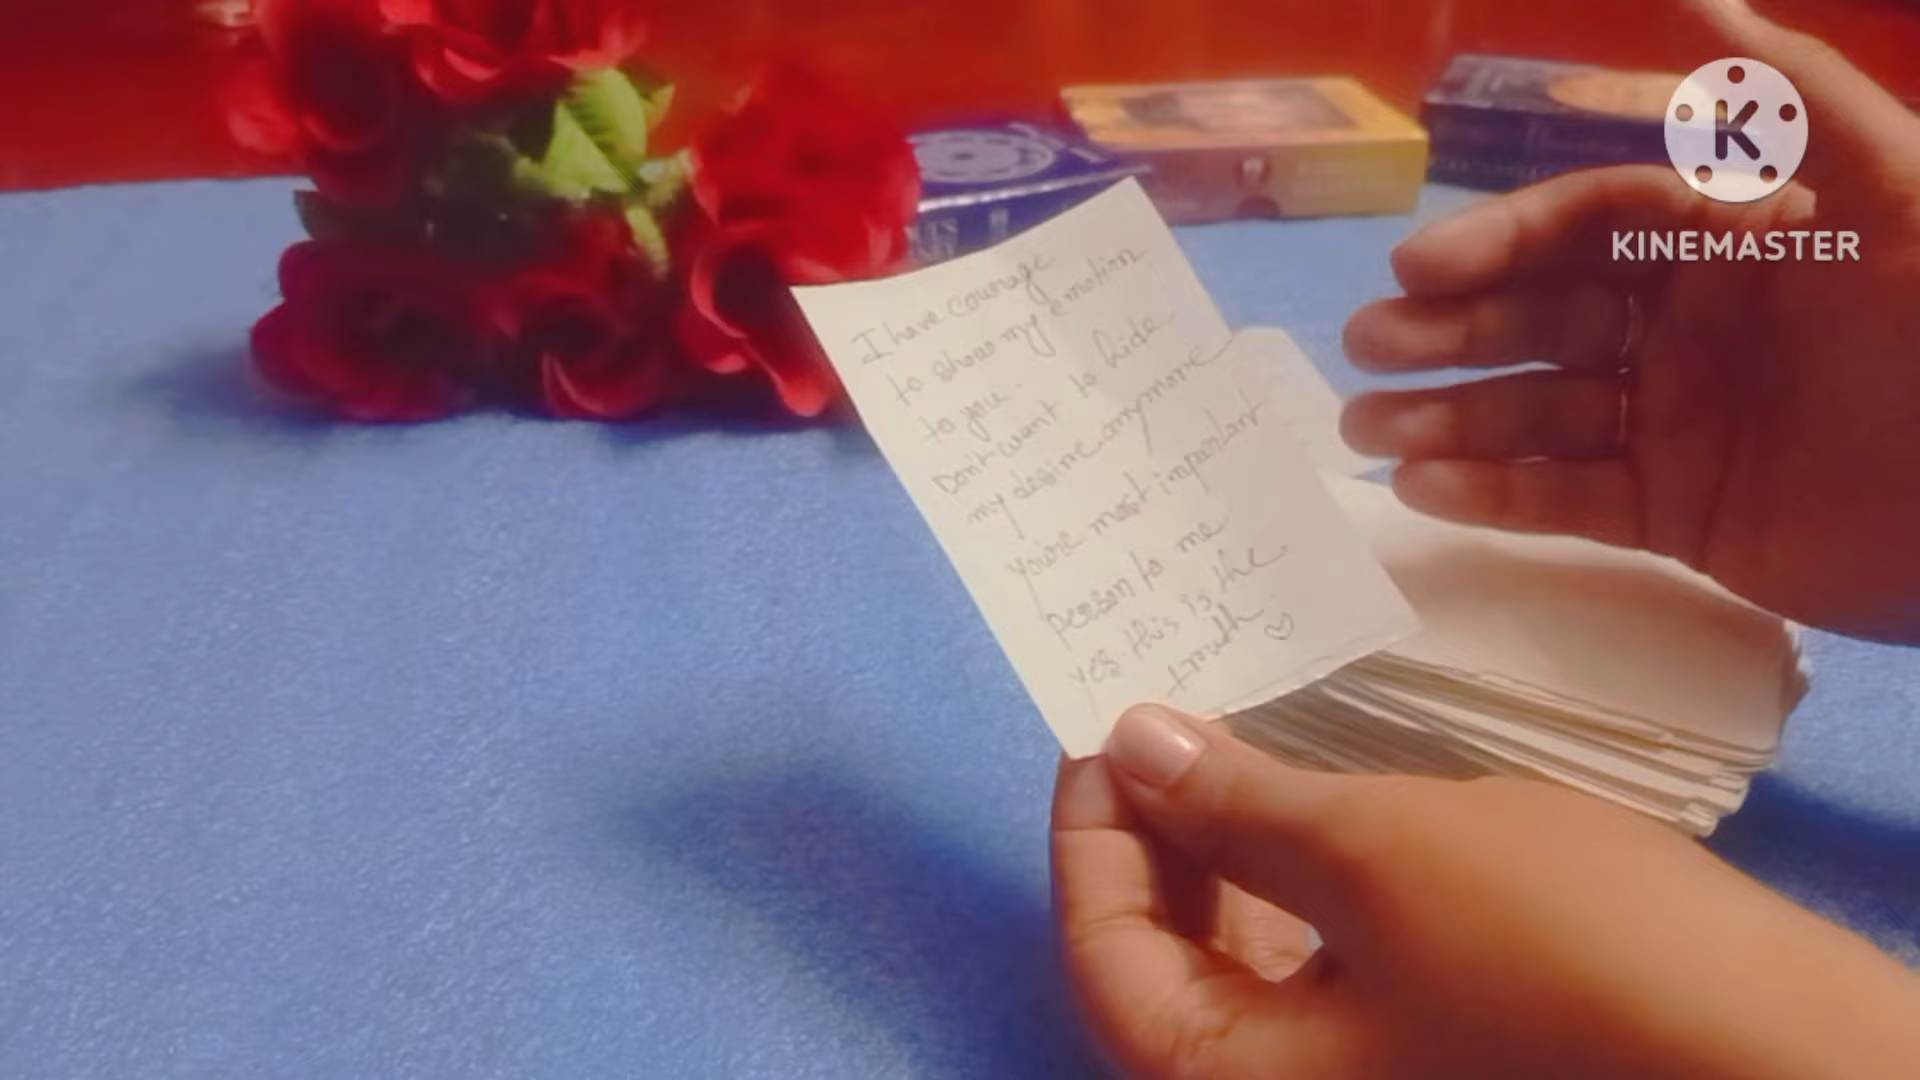 I have courage
to show my emotion
to you.
Don't want to hide
my desire anymore
You're most important
person to me
yes this is the
truth. ♡
K
KINEMASTER